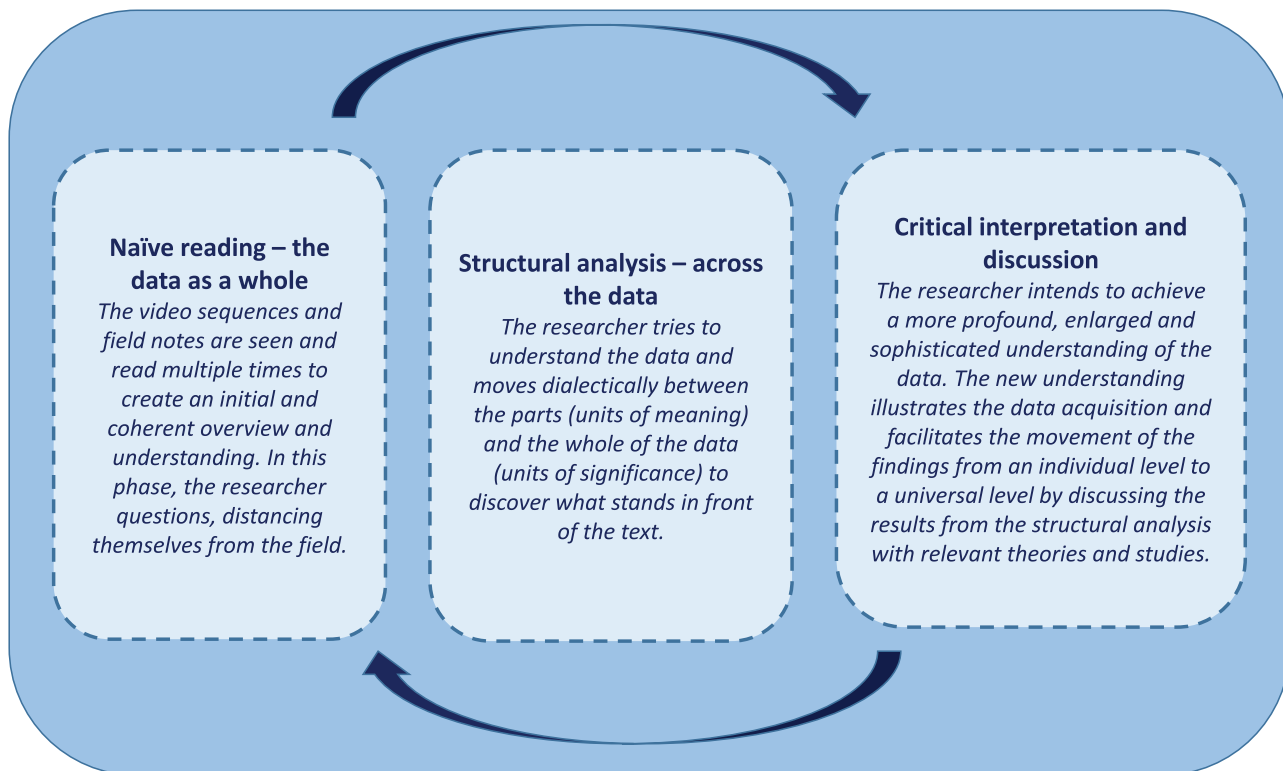 Naïve reading – the
data as a whole
The video sequences and
field notes are seen and
read multiple times to
create an initial and
coherent overview and
understanding. In this
phase, the researcher
questions, distancing
themselves from the field.
Structural analysis – across
the data
The researcher tries to
understand the data and
moves dialectically between
the parts (units of meaning)
and the whole of the data
(units of significance) to
discover what stands in front
of the text.
Critical interpretation and
discussion
The researcher intends to achieve
a more profound, enlarged and
sophisticated understanding of the
data. The new understanding
illustrates the data acquisition and
facilitates the movement of the
findings from an individual level to
a universal level by discussing the
results from the structural analysis
with relevant theories and studies.